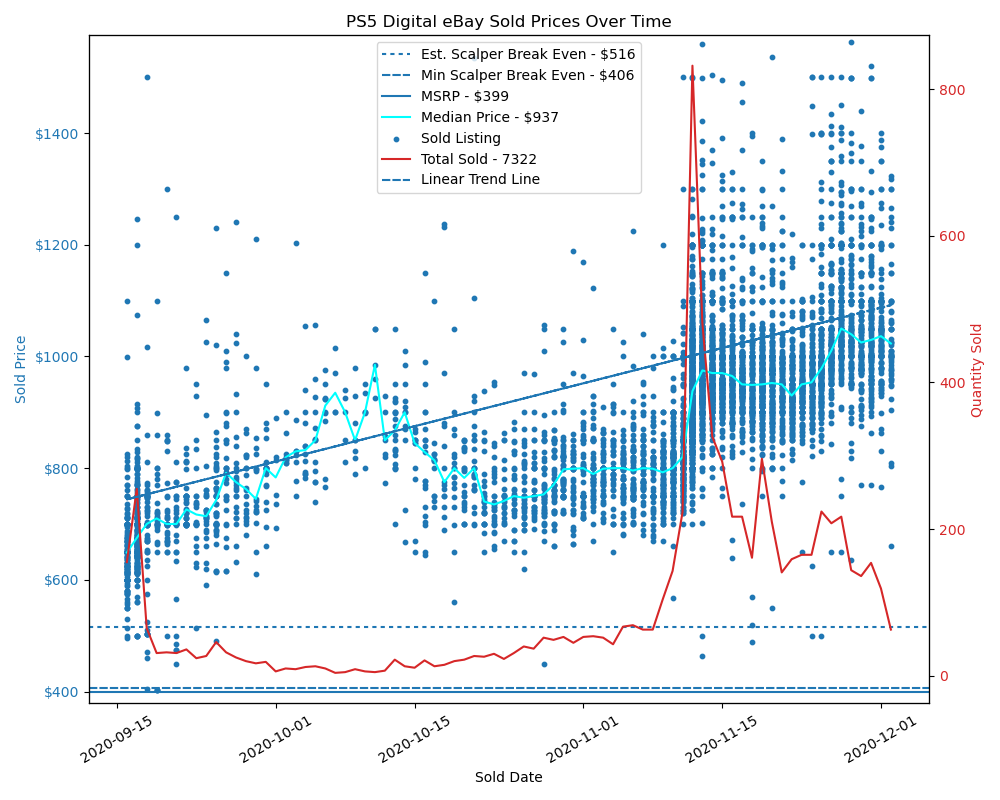 PS5 Digital eBay Sold Prices Over Time
Est. Scalper Break Even - $516
Min Scalper Break Even - $406
MSRP - $399
Median Price - $937
Sold Listing
Total Sold - 7322
Linear Trend Line
$1400
$1200
$1000
$800
$600
$400
Sold Price
800
600
400
200
0
Quantity Sold
2020-09-15
2020-10-01
2020-10-15
2020-11-01
2020-11-15
2020-12-01
Sold Date